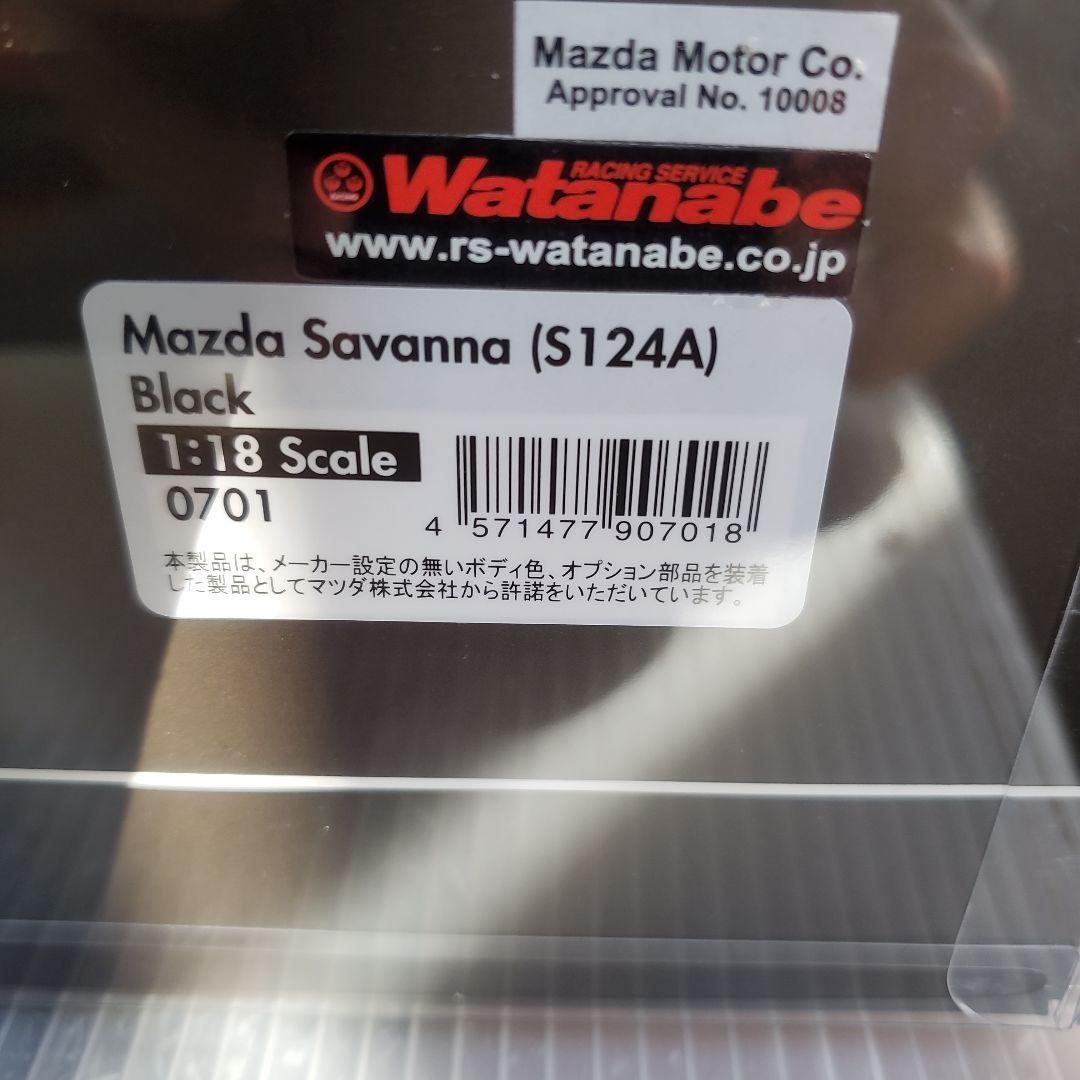 Mazda Motor Co.
Approval No. 10008
RACING SERVICE
Watanabe
www.rs-watanabe.co.jp
Mazda Savanna (S124A)
Black
1:18 Scale
0701
4 571477 907018
本製品は、メーカー設定の無いボディ色、オプション部品を装着
した製品としてマツダ株式会社から許諾をいただいています。